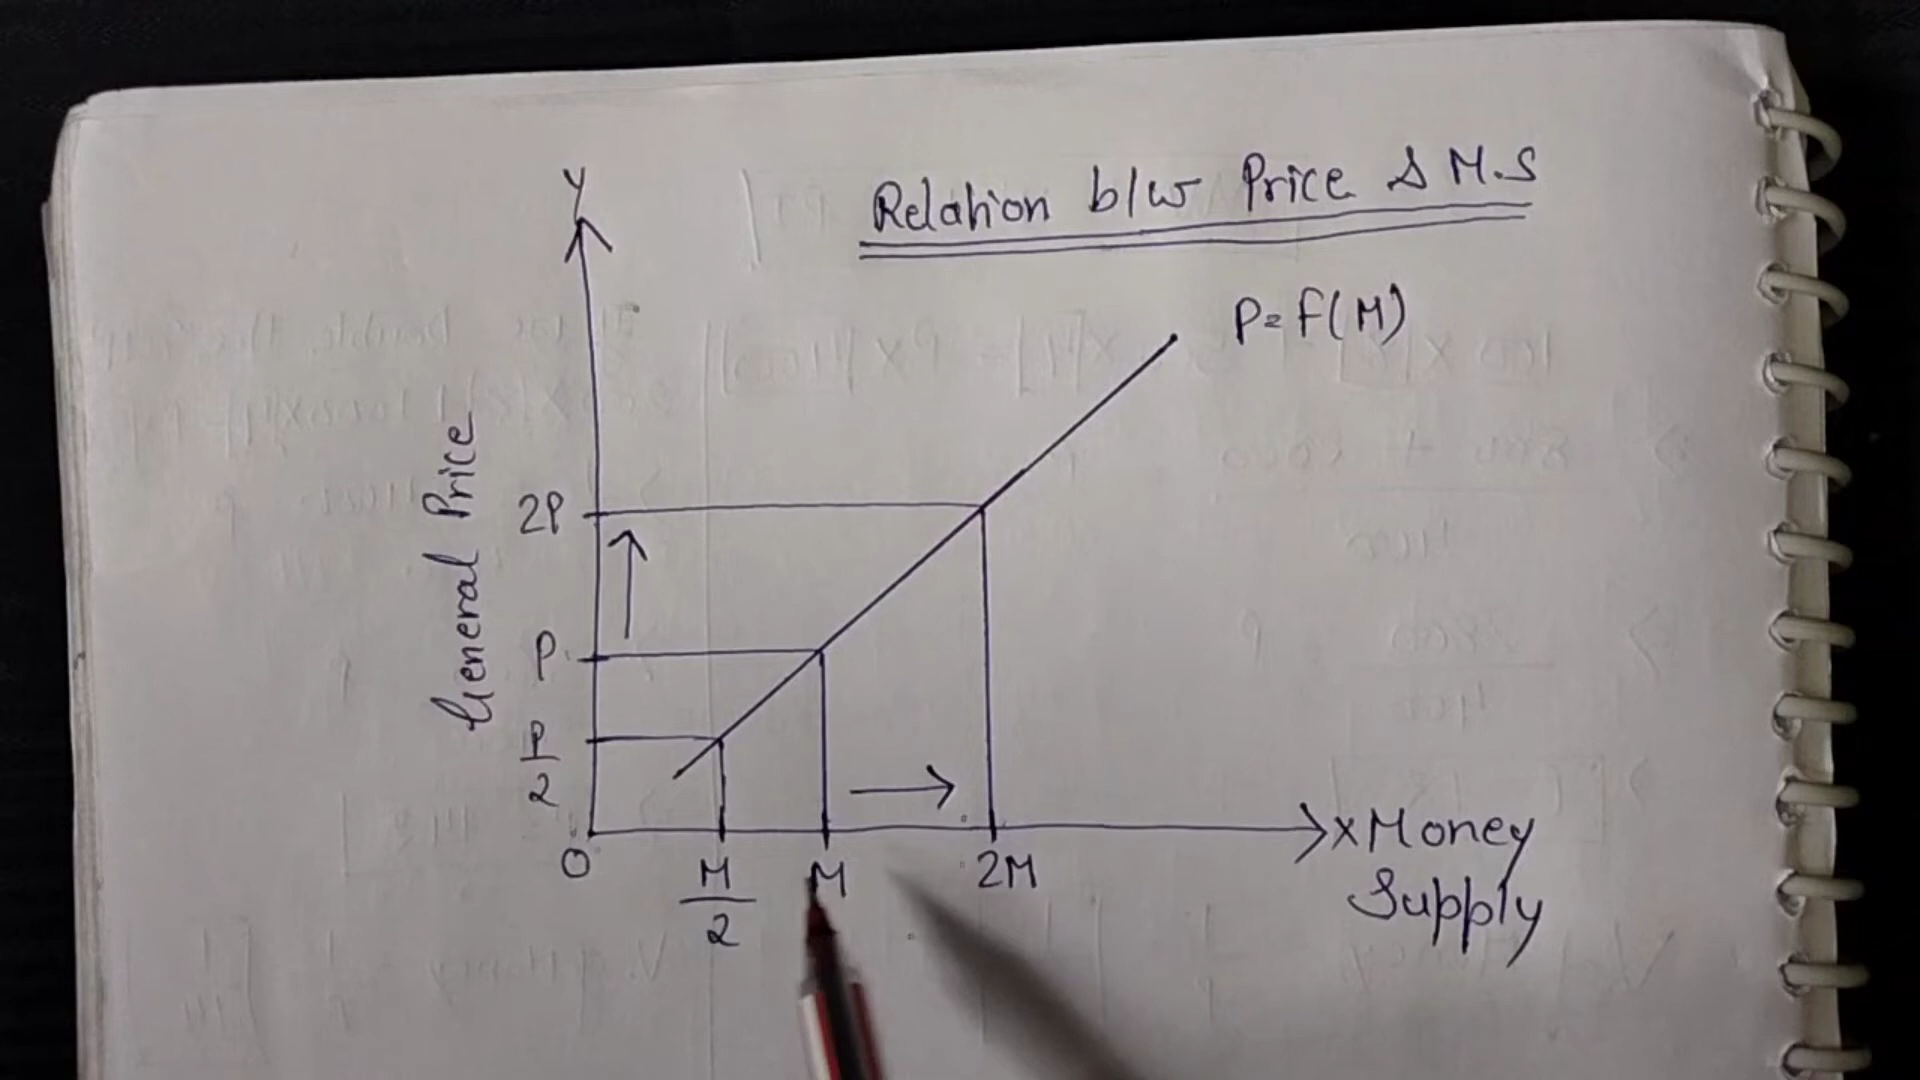 Relation b/w Price & M.S
Y
P=F(M)
General Price
2P
P
P/2
O
M/2
M
2M
X Money
Supply